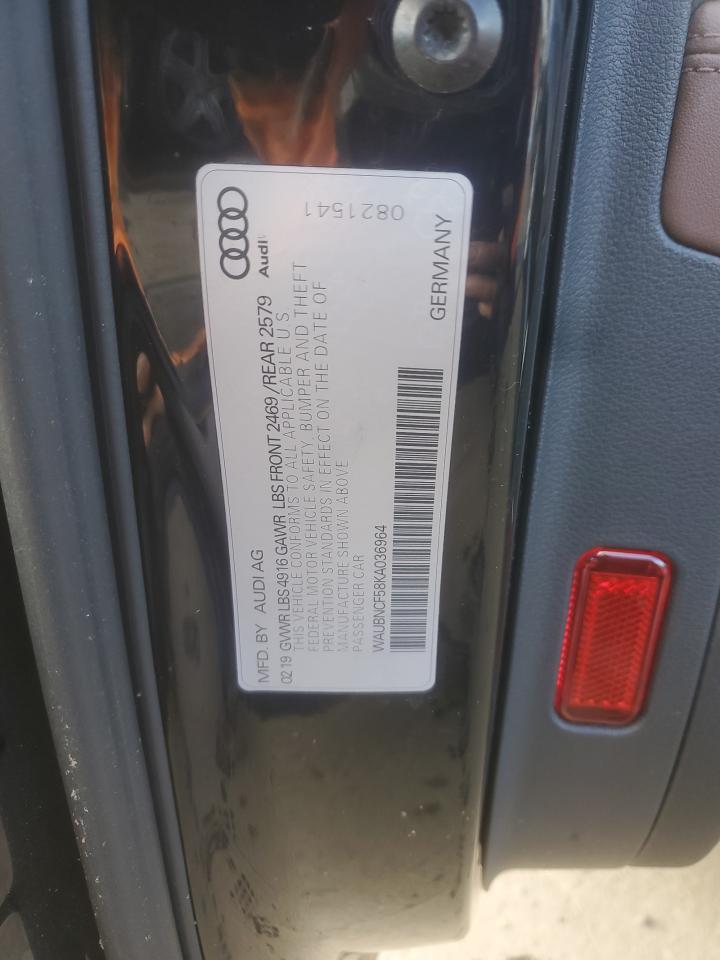 Audi
0821541
MFD. BY AUDI AG
02 19 GVWR LBS 4916 GAWR LBS FRONT 2469 / REAR 2579
THIS VEHICLE CONFORMS TO ALL APPLICABLE U S
FEDERAL MOTOR VEHICLE SAFETY, BUMPER AND THEFT
PREVENTION STANDARDS IN EFFECT ON THE DATE OF
MANUFACTURE SHOWN ABOVE
PASSENGER CAR
GERMANY
WAUBNCF58KA036964